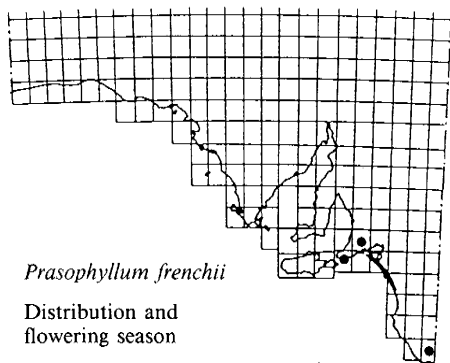 Prasophyllum frenchii
Distribution and
flowering season